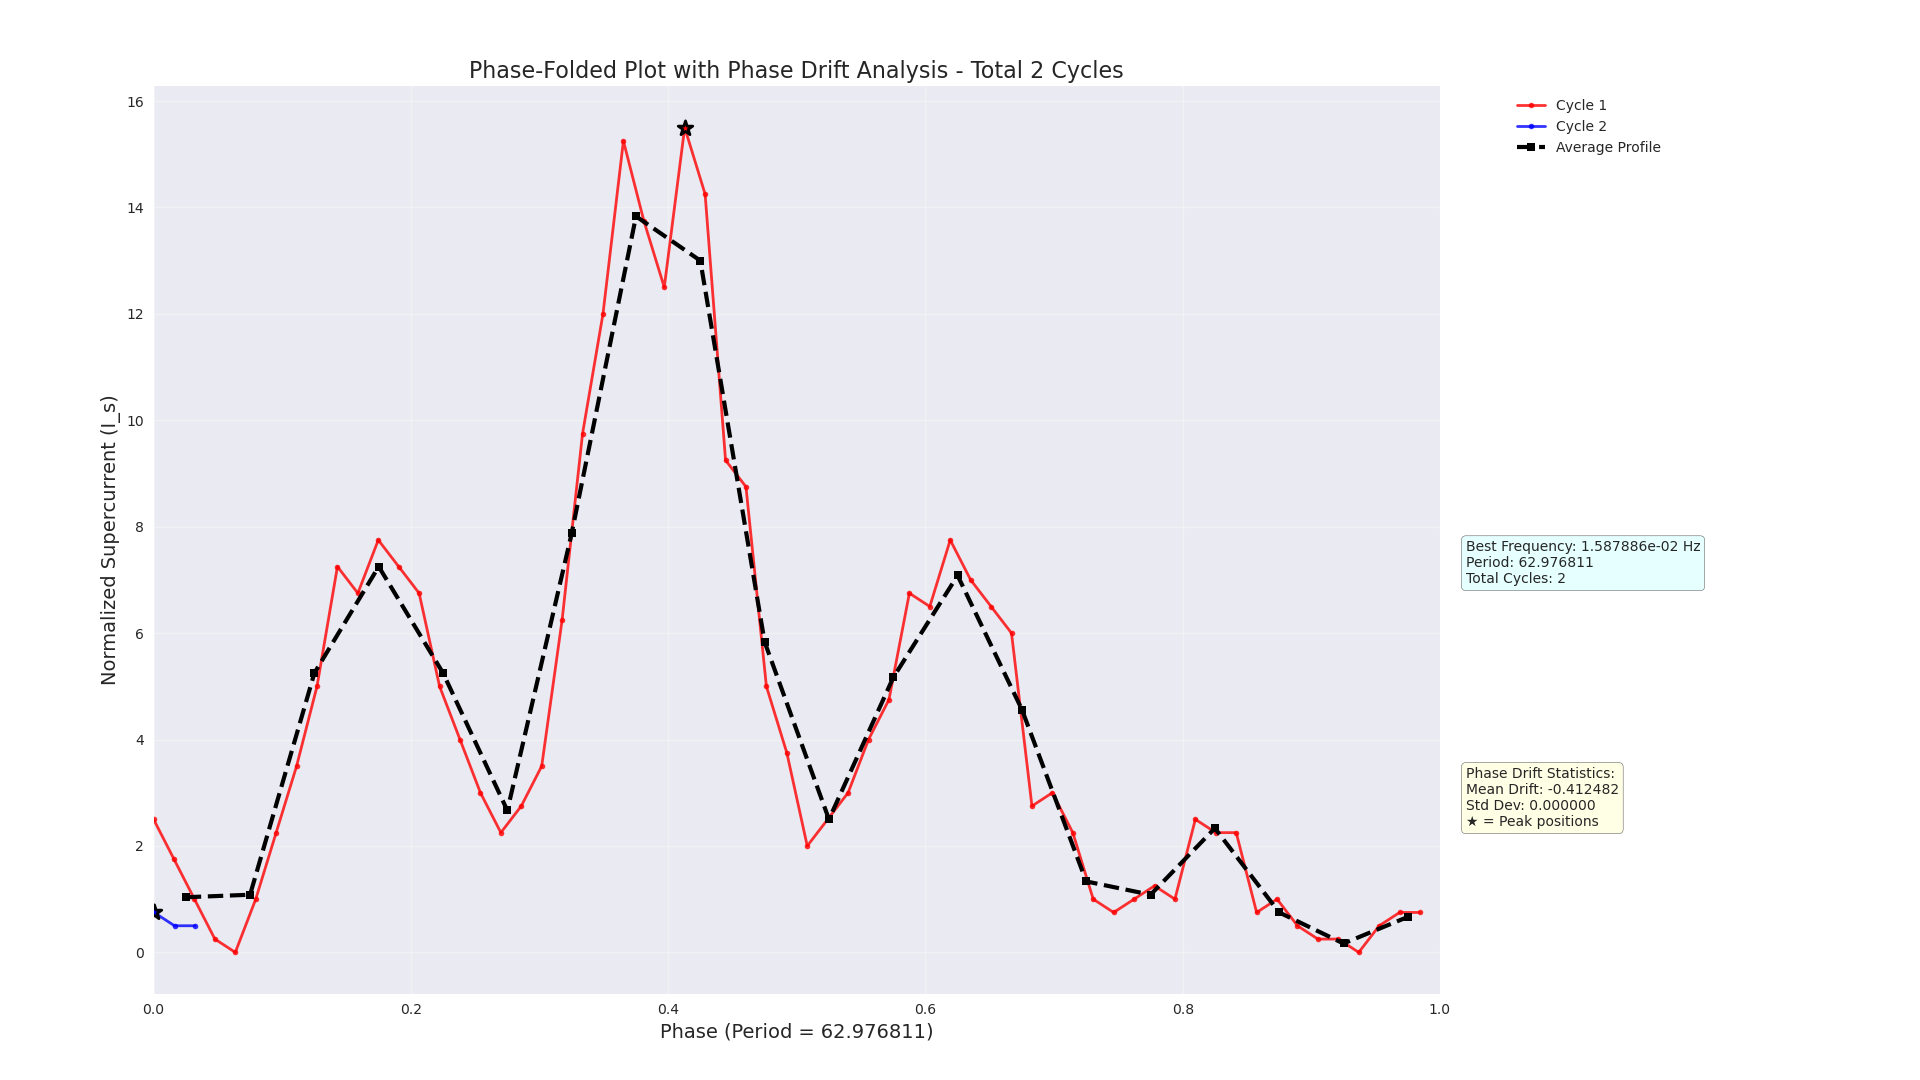 Phase-Folded Plot with Phase Drift Analysis - Total 2 Cycles
Normalized Supercurrent (I_s)
16
14
12
10
8
6
4
2
0
0.0
0.2
0.4
0.6
0.8
1.0
Phase (Period = 62.976811)
Cycle 1
Cycle 2
Average Profile
Best Frequency: 1.587886e-02 Hz
Period: 62.976811
Total Cycles: 2
Phase Drift Statistics:
Mean Drift: -0.412482
Std Dev: 0.000000
★ = Peak positions